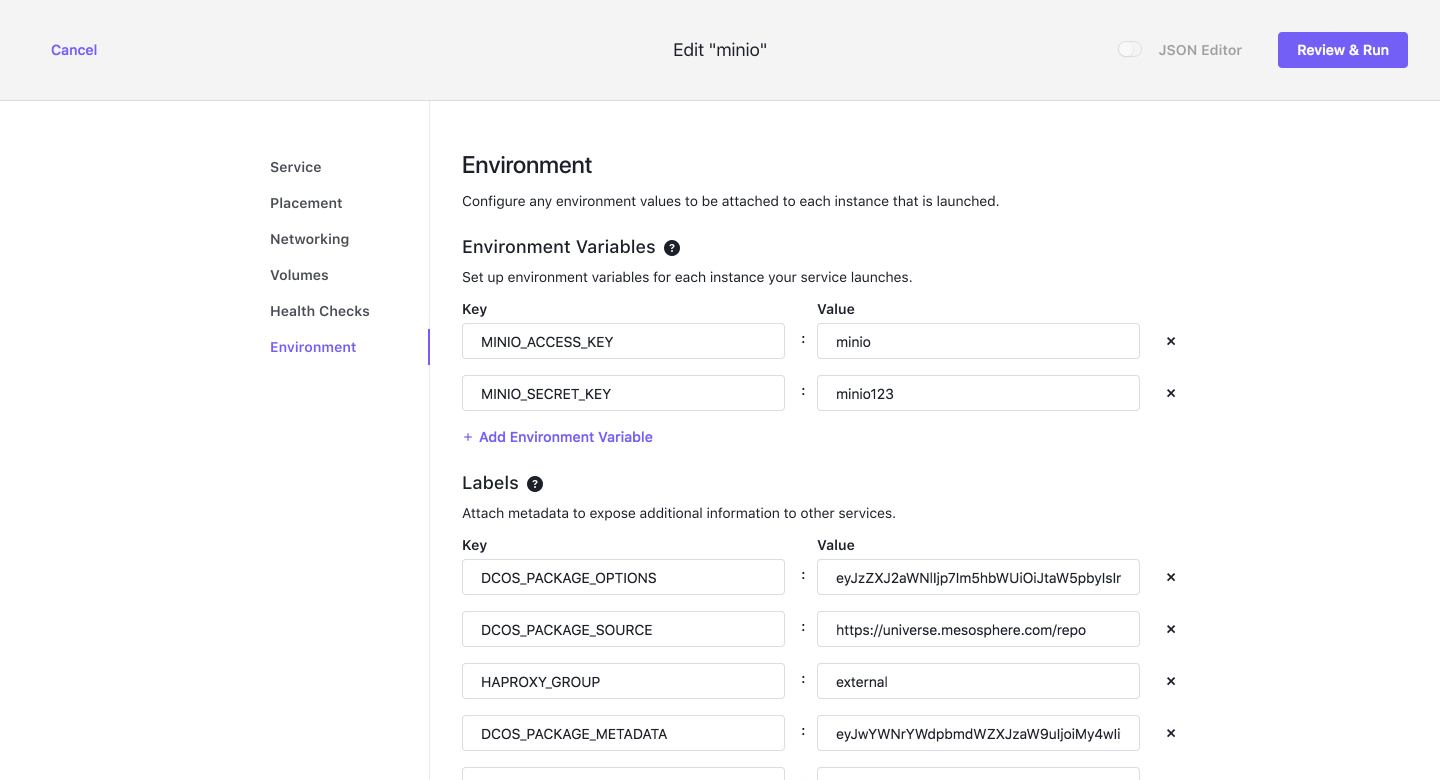 Cancel
Edit "minio"
JSON Editor
Review & Run
Service
Placement
Networking
Volumes
Health Checks
Environment
Environment
Configure any environment values to be attached to each instance that is launched.
Environment Variables ?
Set up environment variables for each instance your service launches.
Key Value
MINIO_ACCESS_KEY : minio ×
MINIO_SECRET_KEY : minio123 ×
+ Add Environment Variable
Labels ?
Attach metadata to expose additional information to other services.
Key Value
DCOS_PACKAGE_OPTIONS : eyJzZXJ2aWNlIjp7Im5hbWUiOiJtaW5pbyIsIr ×
DCOS_PACKAGE_SOURCE : https://universe.mesosphere.com/repo ×
HAPROXY_GROUP : external ×
DCOS_PACKAGE_METADATA : eyJwYWNrYWdpbmdWZXJzaW9uIjoiMy4wIi ×